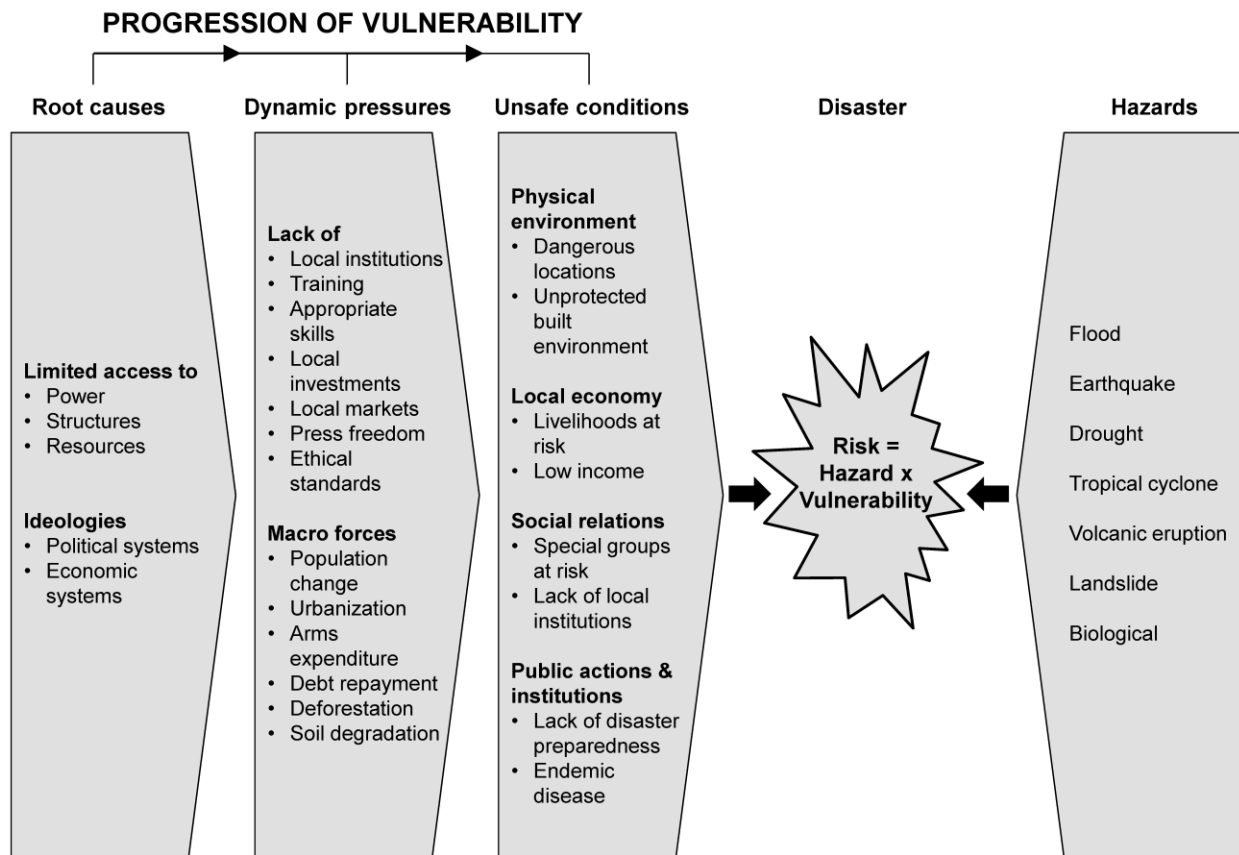 PROGRESSION OF VULNERABILITY
Root causes
Dynamic pressures
Unsafe conditions
Disaster
Hazards
Limited access to
• Power
• Structures
• Resources
Ideologies
• Political systems
• Economic
systems
Lack of
• Local institutions
• Training
• Appropriate
skills
• Local
investments
• Local markets
• Press freedom
• Ethical
standards
Macro forces
• Population
change
• Urbanization
• Arms
expenditure
• Debt repayment
• Deforestation
• Soil degradation
Physical
environment
• Dangerous
locations
• Unprotected
built
environment
Local economy
• Livelihoods at
risk
• Low income
Social relations
• Special groups
at risk
• Lack of local
institutions
Public actions &
institutions
• Lack of disaster
preparedness
• Endemic
disease
Risk =
Hazard x
Vulnerability
Flood
Earthquake
Drought
Tropical cyclone
Volcanic eruption
Landslide
Biological